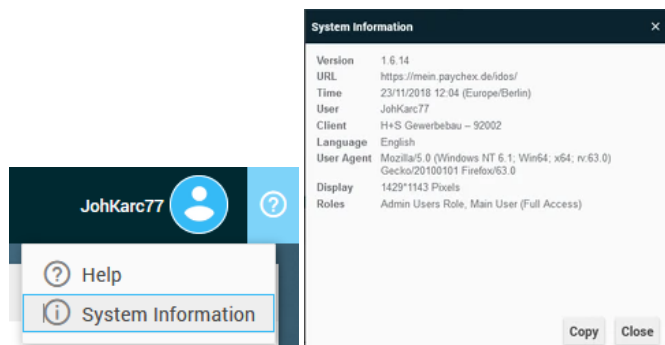 JohKarc77
Help
System Information
System Information
Version 1.6.14
URL https://mein.paychex.de/idos/
Time 23/11/2018 12:04 (Europe/Berlin)
User JohKarc77
Client H+S Gewerbebau – 92002
Language English
User Agent Mozilla/5.0 (Windows NT 6.1; Win64; x64; rv:63.0)
Gecko/20100101 Firefox/63.0
Display 1429*1143 Pixels
Roles Admin Users Role, Main User (Full Access)
Copy Close